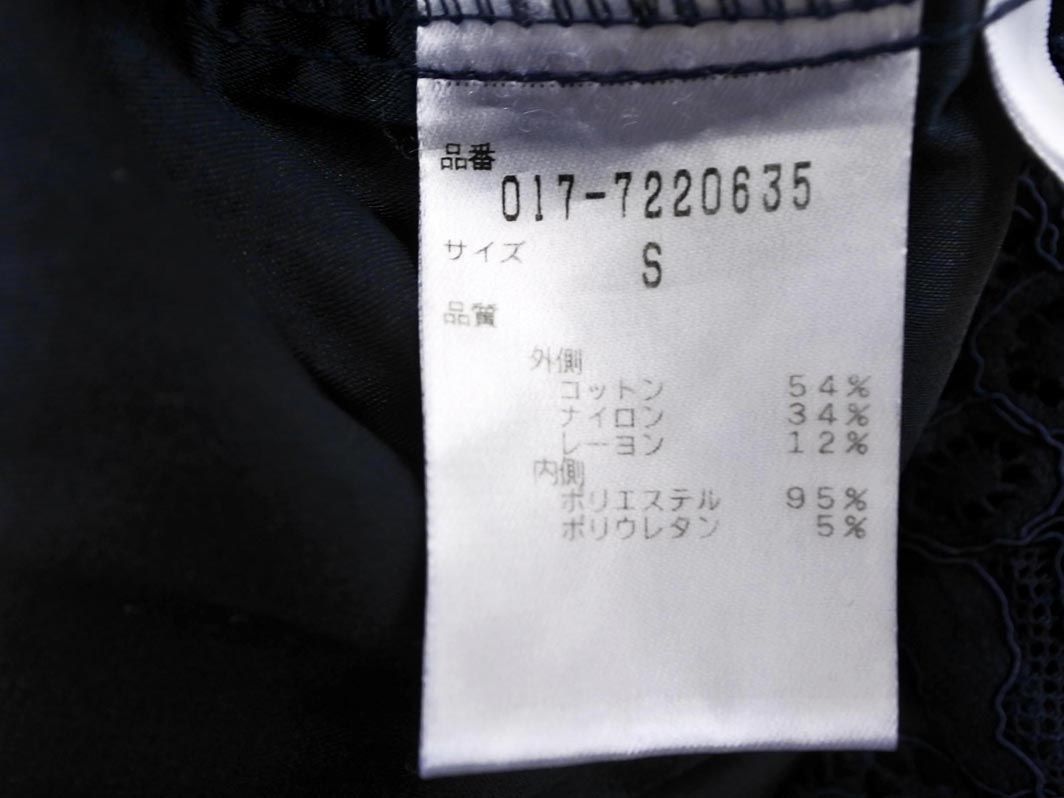 品番
017-7220635
サイズ S
品質
外側
コットン 54%
ナイロン 34%
レーヨン 12%
内側
ポリエステル 95%
ポリウレタン 5%